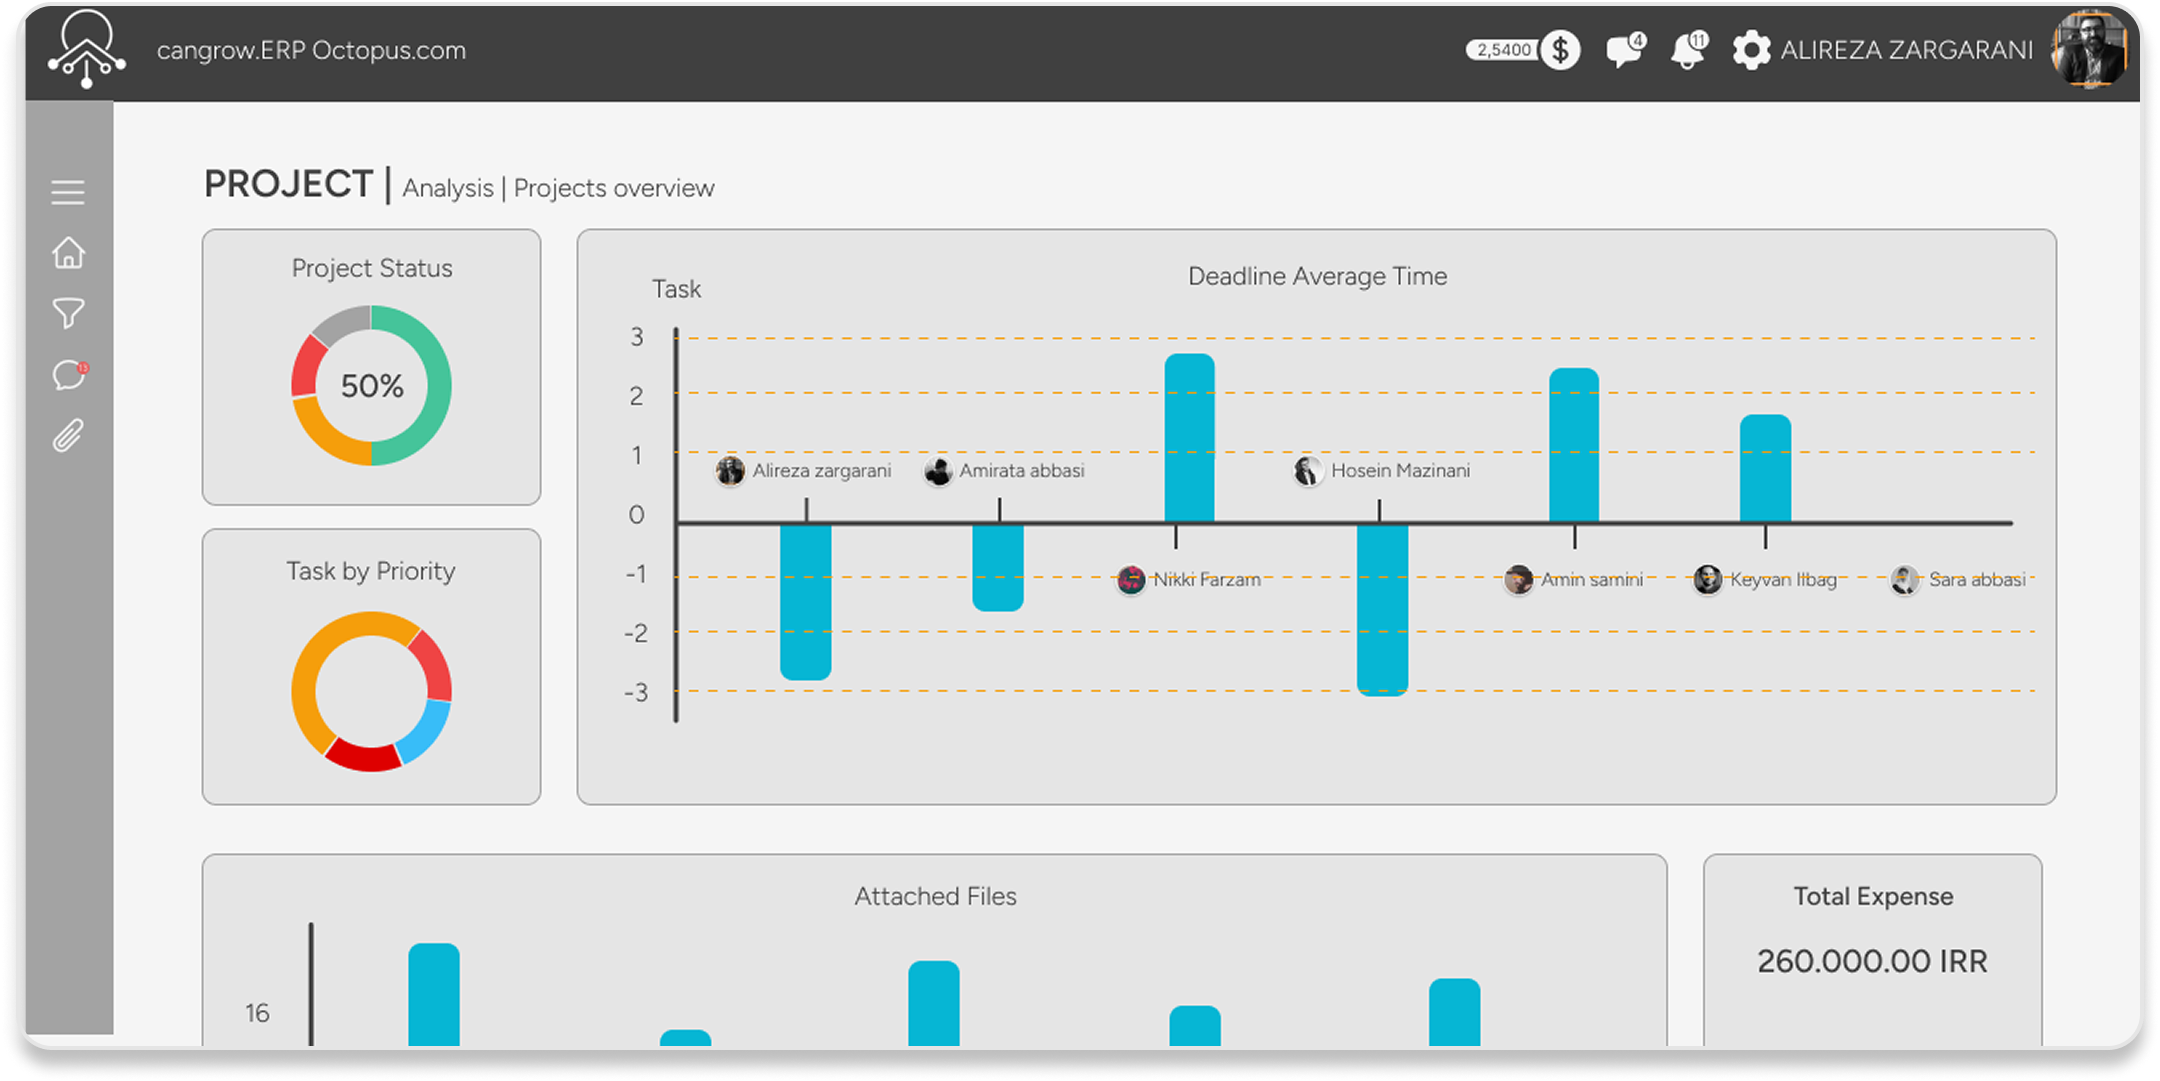 cangrow.ERP Octopus.com
2,5400
$
4
11
ALIREZA ZARGARANI
PROJECT | Analysis | Projects overview
Project Status
50%
Task by Priority
Deadline Average Time
Task
3
2
1
0
-1
-2
-3
Alireza zargarani
Amirata abbasi
Hosein Mazinani
Nikki Farzam
Amin samini
Keyvan Ilbag
Sara abbasi
Attached Files
16
Total Expense
260.000.00 IRR